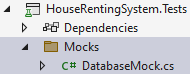 HouseRentingSystem.Tests
Dependencies
Mocks
C# DatabaseMock.cs